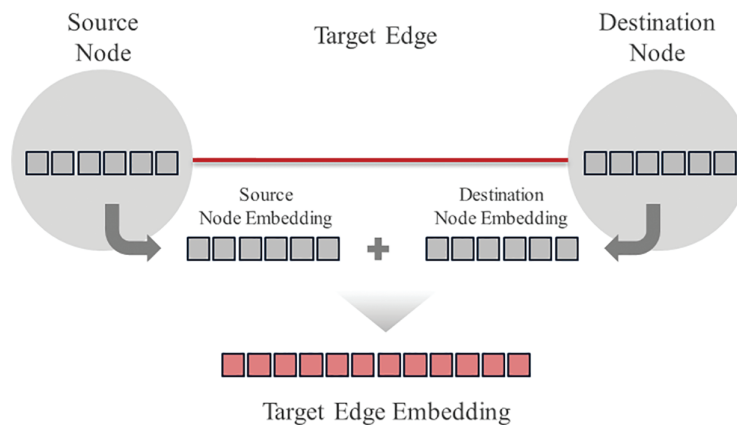 Source
Node
Target Edge
Destination
Node
Source
Node Embedding
Destination
Node Embedding
+
Target Edge Embedding